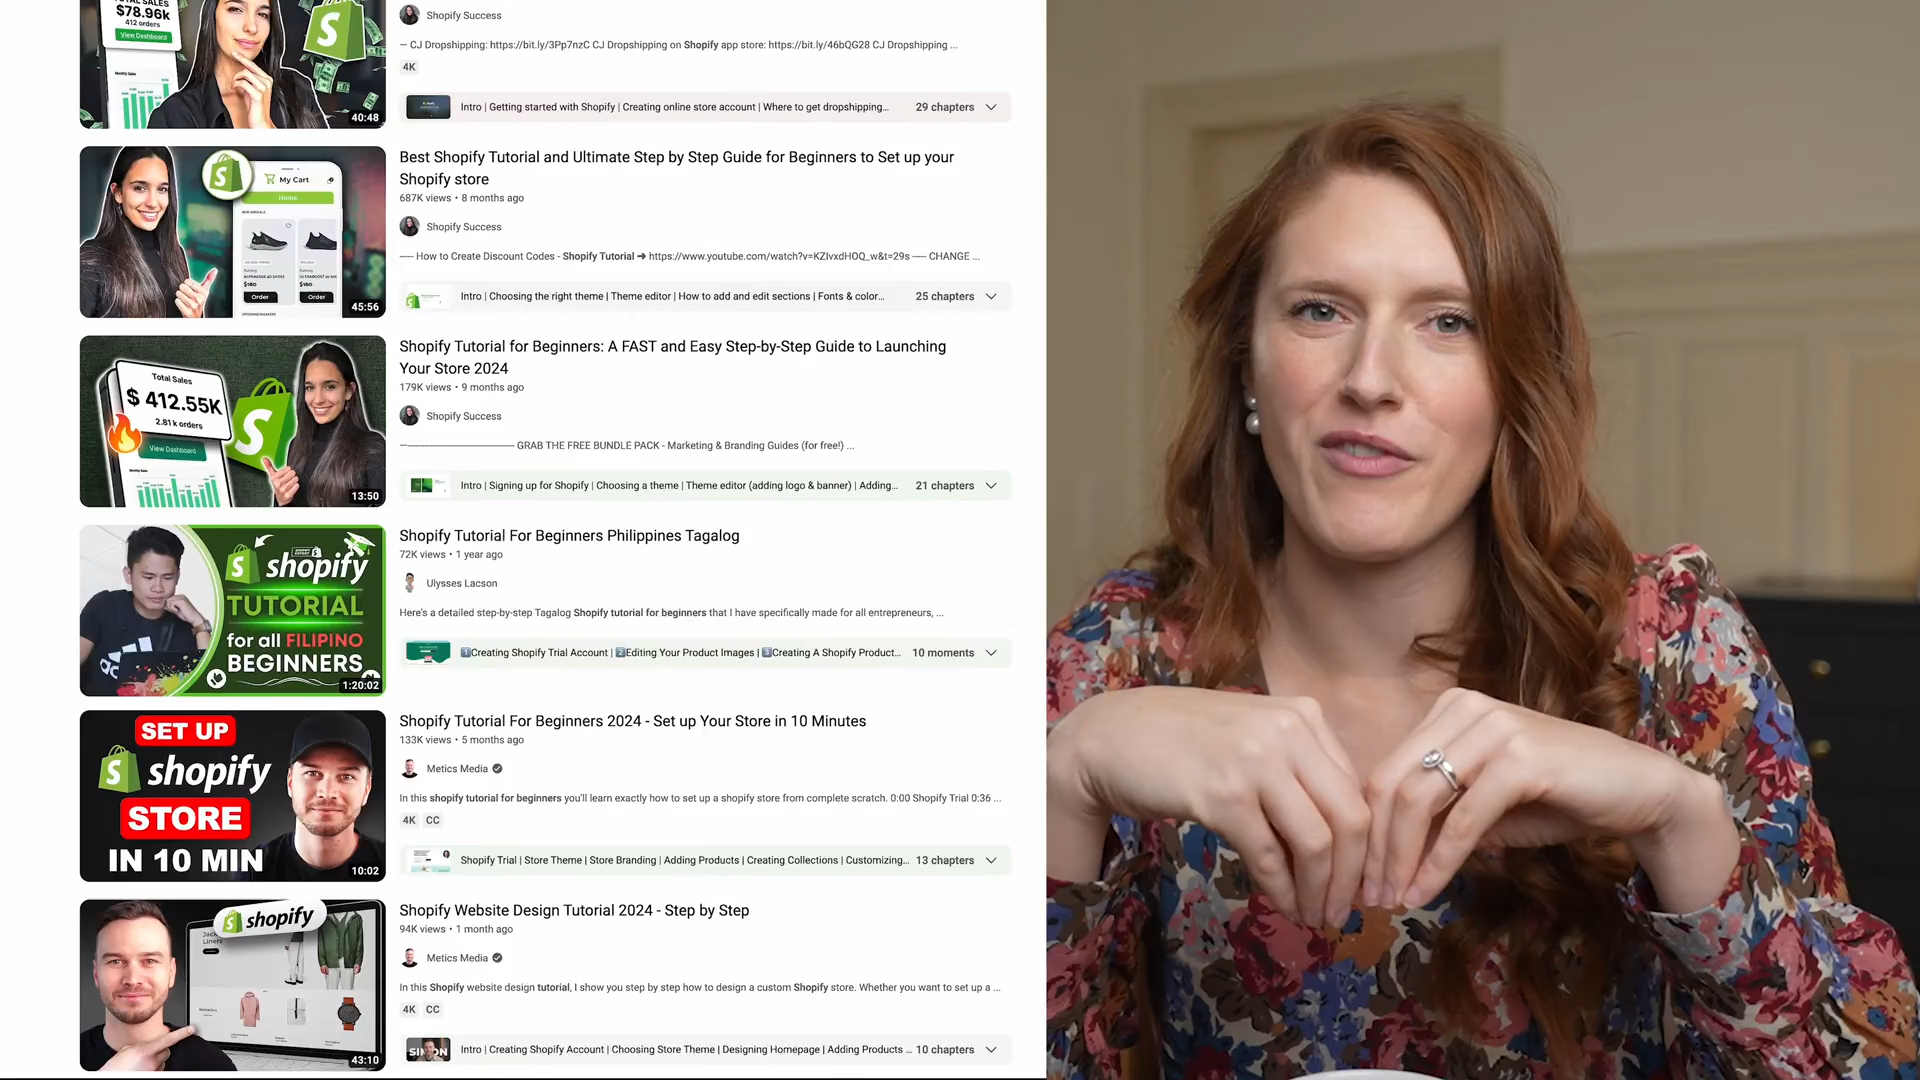 TOTAL SALES
$78.96k
412 orders
View Dashboard
Monthly Sales
40:48
Shopify Success
— CJ Dropshipping: https://bit.ly/3Pp7nzC CJ Dropshipping on Shopify app store: https://bit.ly/46bQG28 CJ Dropshipping ...
4K
Intro | Getting started with Shopify | Creating online store account | Where to get dropshipping...
29 chapters
My Cart
Home
NEW ARRIVALS
$180
$180
Order
Order
45:56
Best Shopify Tutorial and Ultimate Step by Step Guide for Beginners to Set up your
Shopify store
687K views • 8 months ago
Shopify Success
---- How to Create Discount Codes - Shopify Tutorial ➜ https://www.youtube.com/watch?v=KZIvxdHOQ_w&t=29s ---- CHANGE ...
Intro | Choosing the right theme | Theme editor | How to add and edit sections | Fonts & color...
25 chapters
Total Sales
$ 412.55K
2.81 k orders
View Dashboard
Monthly Sales
13:50
Shopify Tutorial for Beginners: A FAST and Easy Step-by-Step Guide to Launching
Your Store 2024
179K views • 9 months ago
Shopify Success
GRAB THE FREE BUNDLE PACK - Marketing & Branding Guides (for free!) ...
Intro | Signing up for Shopify | Choosing a theme | Theme editor (adding logo & banner) | Adding...
21 chapters
SHOPIFY EXPERT
shopify
TUTORIAL
for all FILIPINO
BEGINNERS
1:20:02
Shopify Tutorial For Beginners Philippines Tagalog
72K views • 1 year ago
Ulysses Lacson
Here's a detailed step-by-step Tagalog Shopify tutorial for beginners that I have specifically made for all entrepreneurs, ...
1️⃣Creating Shopify Trial Account | 2️⃣Editing Your Product Images | 3️⃣Creating A Shopify Product...
10 moments
SET UP
shopify
STORE
IN 10 MIN
10:02
Shopify Tutorial For Beginners 2024 - Set up Your Store in 10 Minutes
133K views • 5 months ago
Metics Media
In this shopify tutorial for beginners you'll learn exactly how to set up a shopify store from complete scratch. 0:00 Shopify Trial 0:36 ...
4K CC
Shopify Trial | Store Theme | Store Branding | Adding Products | Creating Collections | Customizing...
13 chapters
shopify
43:10
Shopify Website Design Tutorial 2024 - Step by Step
94K views • 1 month ago
Metics Media
In this Shopify website design tutorial, I show you step by step how to design a custom Shopify store. Whether you want to set up a ...
4K CC
Intro | Creating Shopify Account | Choosing Store Theme | Designing Homepage | Adding Products ...
10 chapters